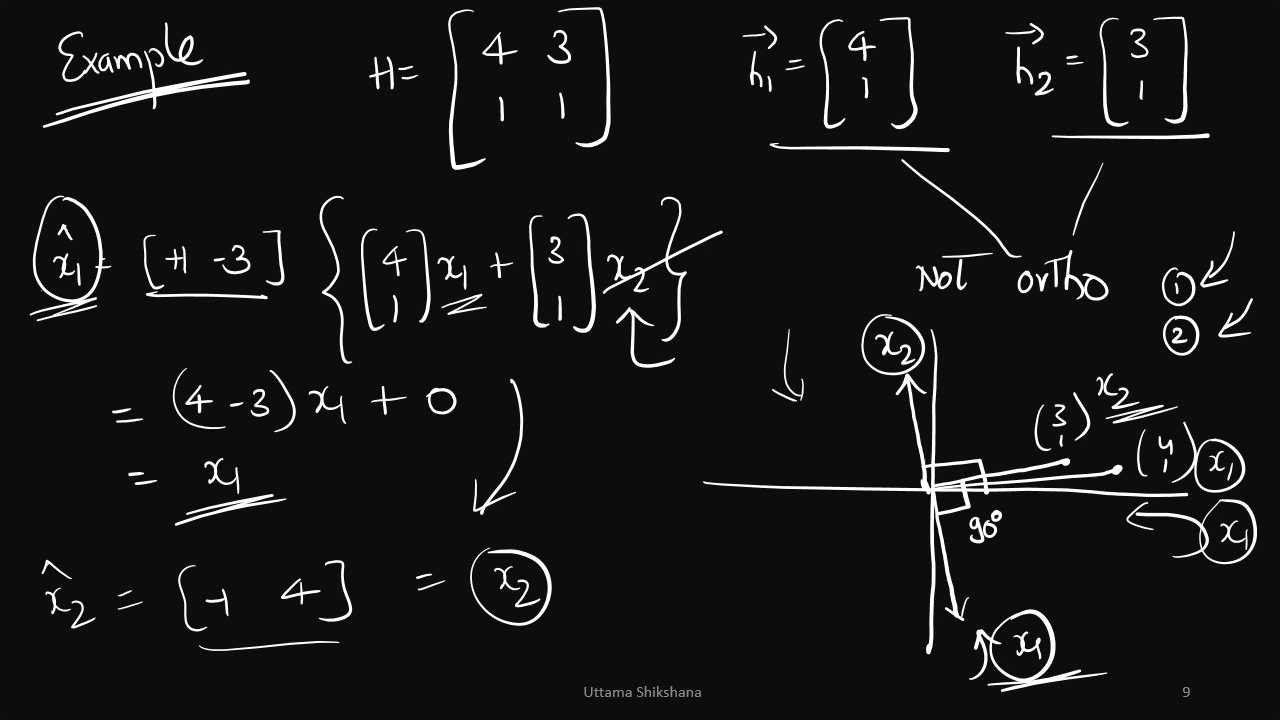 Example
H = [4 3; 1 1]
h₁ = [4; 1]
h₂ = [3; 1]
Not ortho
x̂₁ = [+1 -3] { [4; 1] x₁ + [3; 1] x₂ }
= (4 - 3) x₁ + 0
= x₁
x̂₂ = [-1 4] = x₂
①
②
x₂
(3; 1) x₂
(4; 1) x₁
x₁
90°
x₁
Uttama Shikshana
9